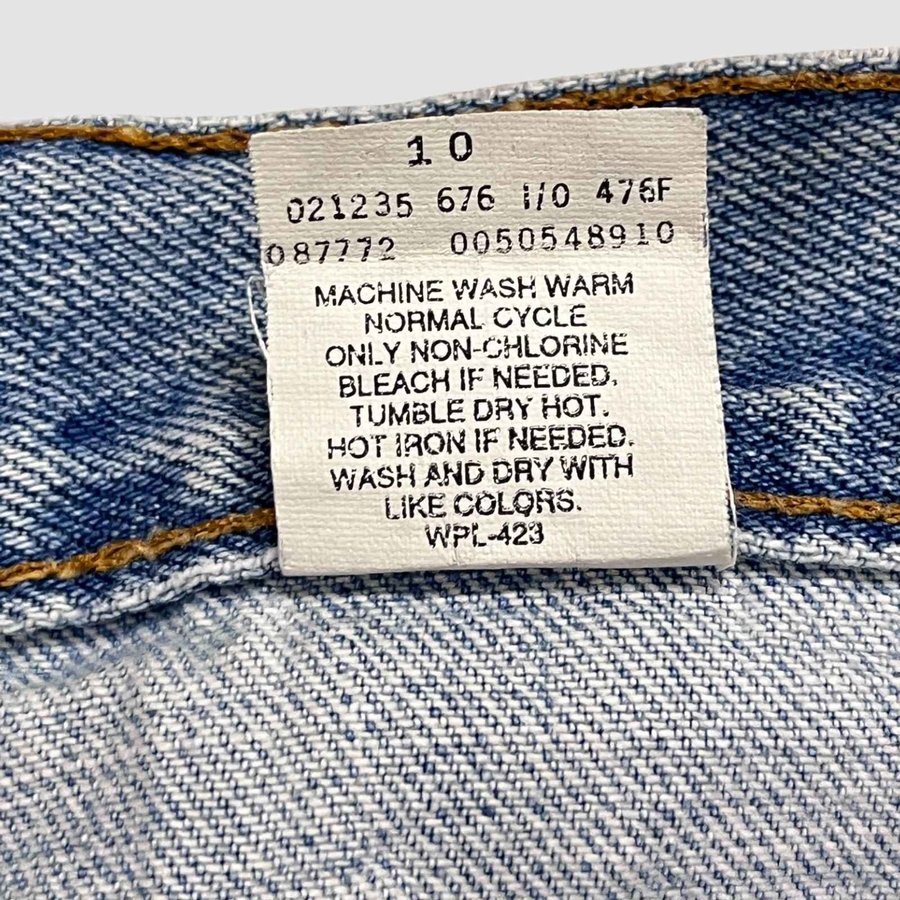 10
021235 676 I/O 476F
087772 0050548910
MACHINE WASH WARM
NORMAL CYCLE
ONLY NON-CHLORINE
BLEACH IF NEEDED.
TUMBLE DRY HOT.
HOT IRON IF NEEDED.
WASH AND DRY WITH
LIKE COLORS.
WPL-423